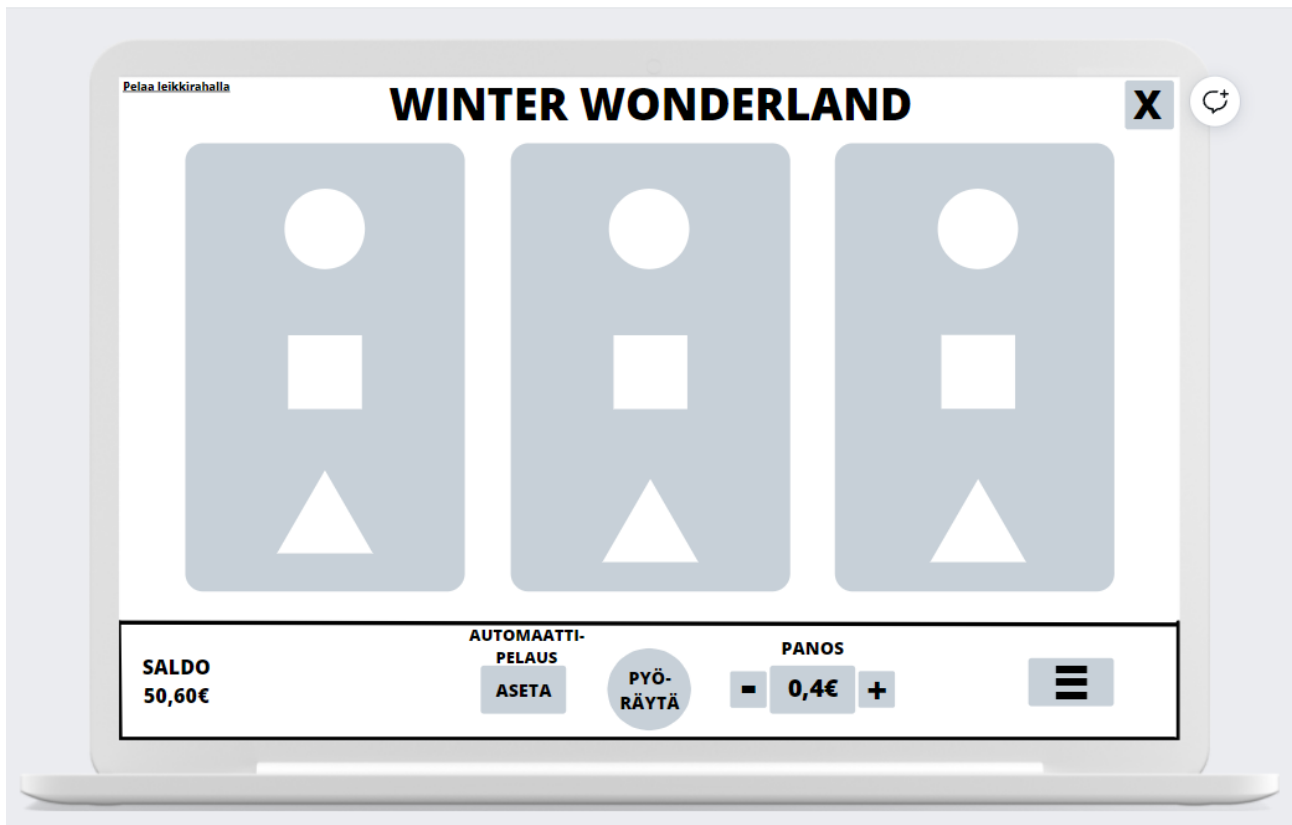 Pelaa leikkirahalla
WINTER WONDERLAND
X
SALDO
50,60€
AUTOMAATTI-
PELAUS
ASETA
PYÖ-
RÄYTÄ
PANOS
- 0,4€ +